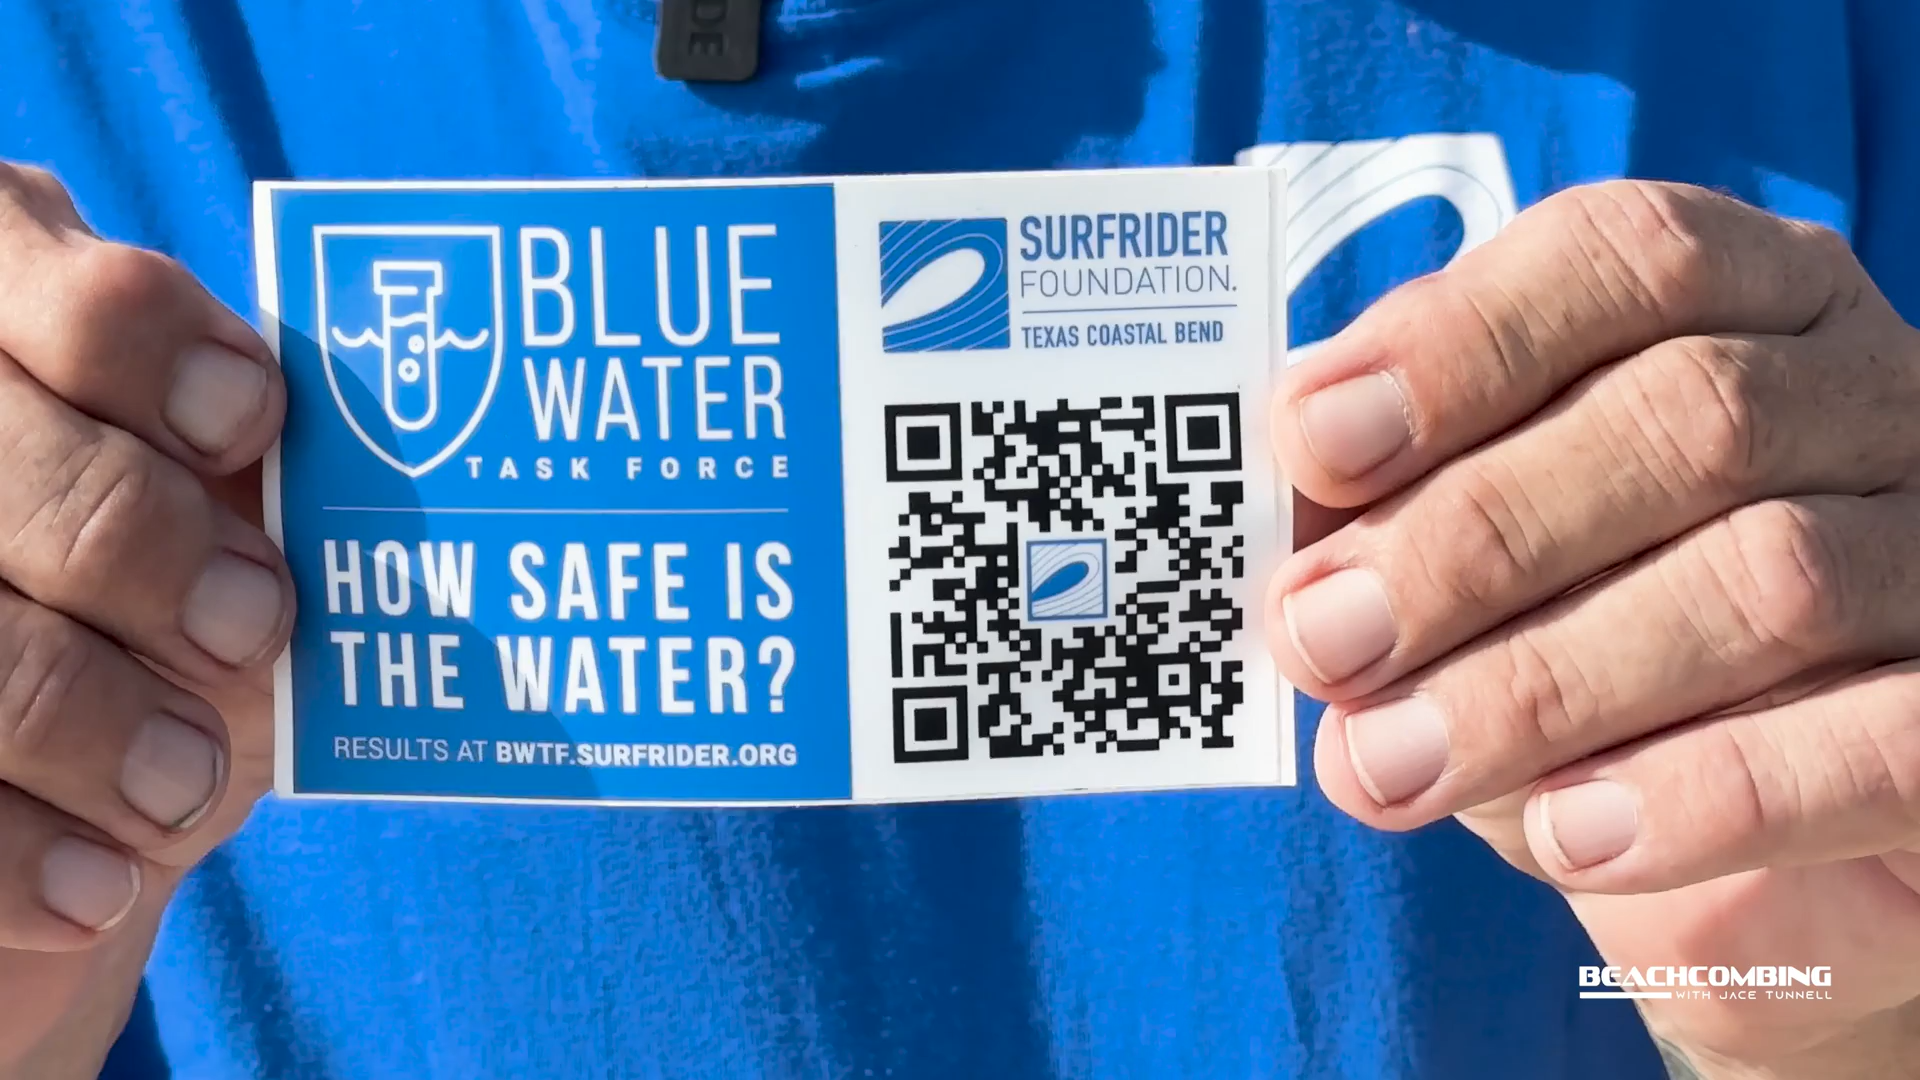 BLUE
WATER
TASK FORCE
HOW SAFE IS
THE WATER?
RESULTS AT BWTF.SURFRIDER.ORG
SURFRIDER
FOUNDATION.
TEXAS COASTAL BEND
BEACHCOMBING
WITH JACE TUNNELL